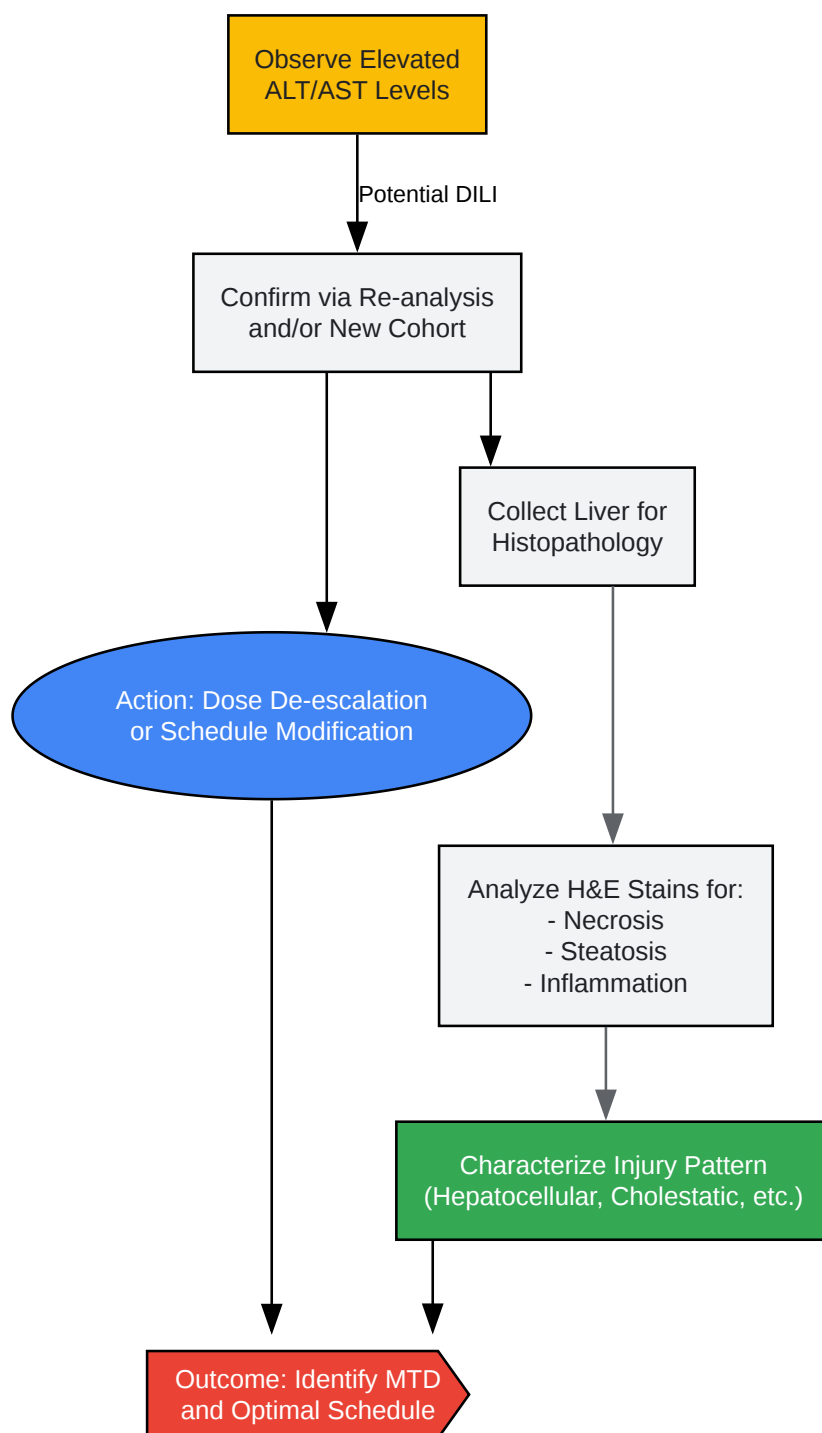 Observe Elevated
ALT/AST Levels
Potential DILI
Confirm via Re-analysis
and/or New Cohort
Collect Liver for
Histopathology
Action: Dose De-escalation
or Schedule Modification
Analyze H&E Stains for:
- Necrosis
- Steatosis
- Inflammation
Characterize Injury Pattern
(Hepatocellular, Cholestatic, etc.)
Outcome: Identify MTD
and Optimal Schedule